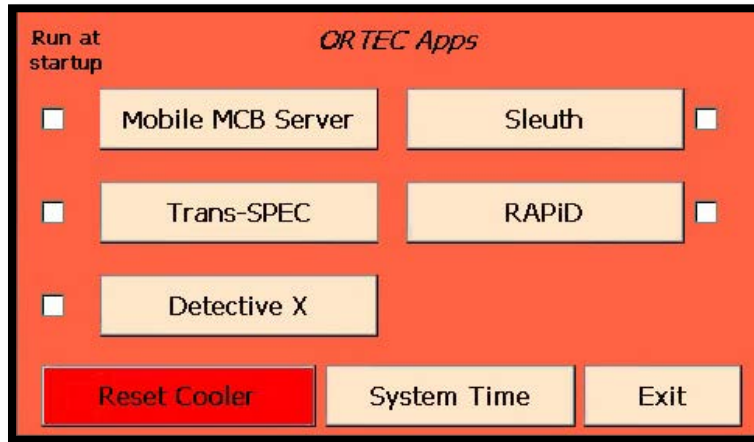 Run at
startup
ORTEC Apps
Mobile MCB Server
Sleuth
Trans-SPEC
RAPiD
Detective X
Reset Cooler
System Time
Exit